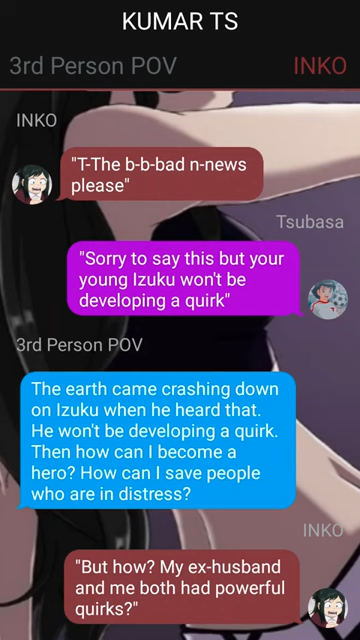 KUMAR TS
3rd Person POV
INKO
INKO
"T-The b-b-bad n-news
please"
Tsubasa
"Sorry to say this but your
young Izuku won't be
developing a quirk"
3rd Person POV
The earth came crashing down
on Izuku when he heard that.
He won't be developing a quirk.
Then how can I become a
hero? How can I save people
who are in distress?
INKO
"But how? My ex-husband
and me both had powerful
quirks?"